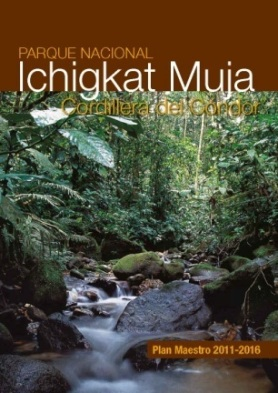 PARQUE NACIONAL
Ichigkat Muja
Cordillera del Cóndor
Plan Maestro 2011-2016